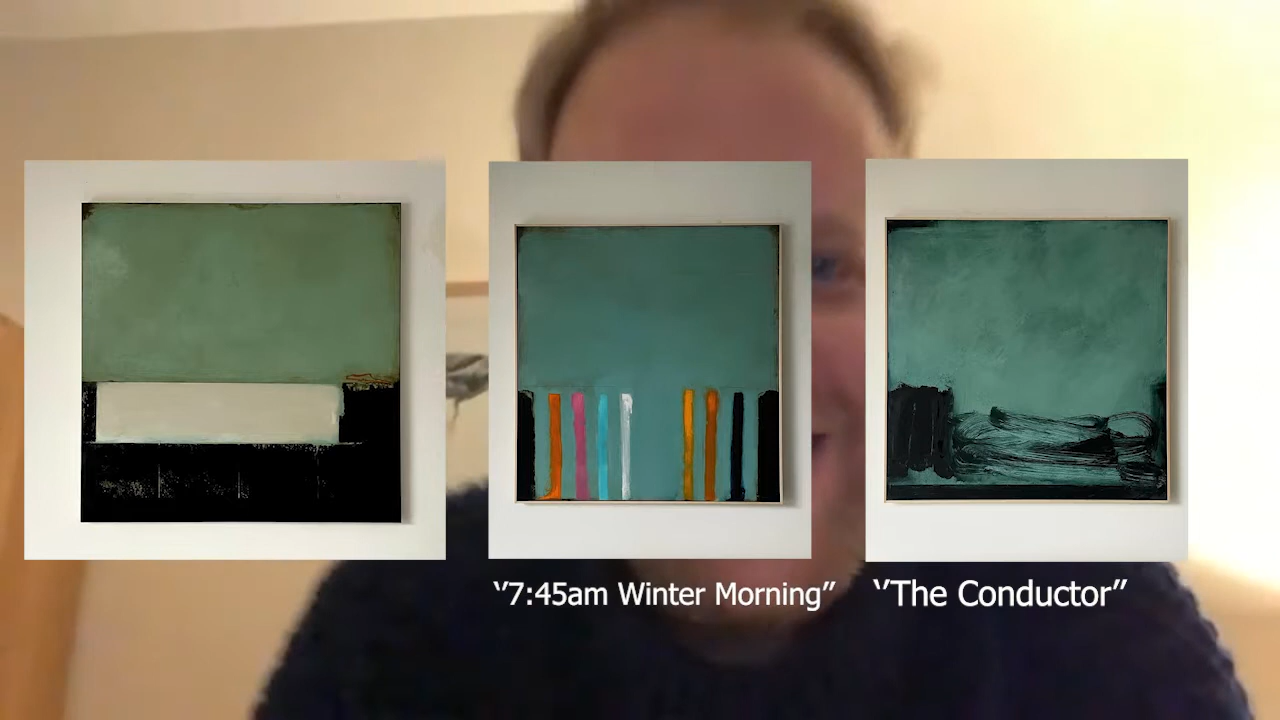 ‘’7:45am Winter Morning”
‘’The Conductor”